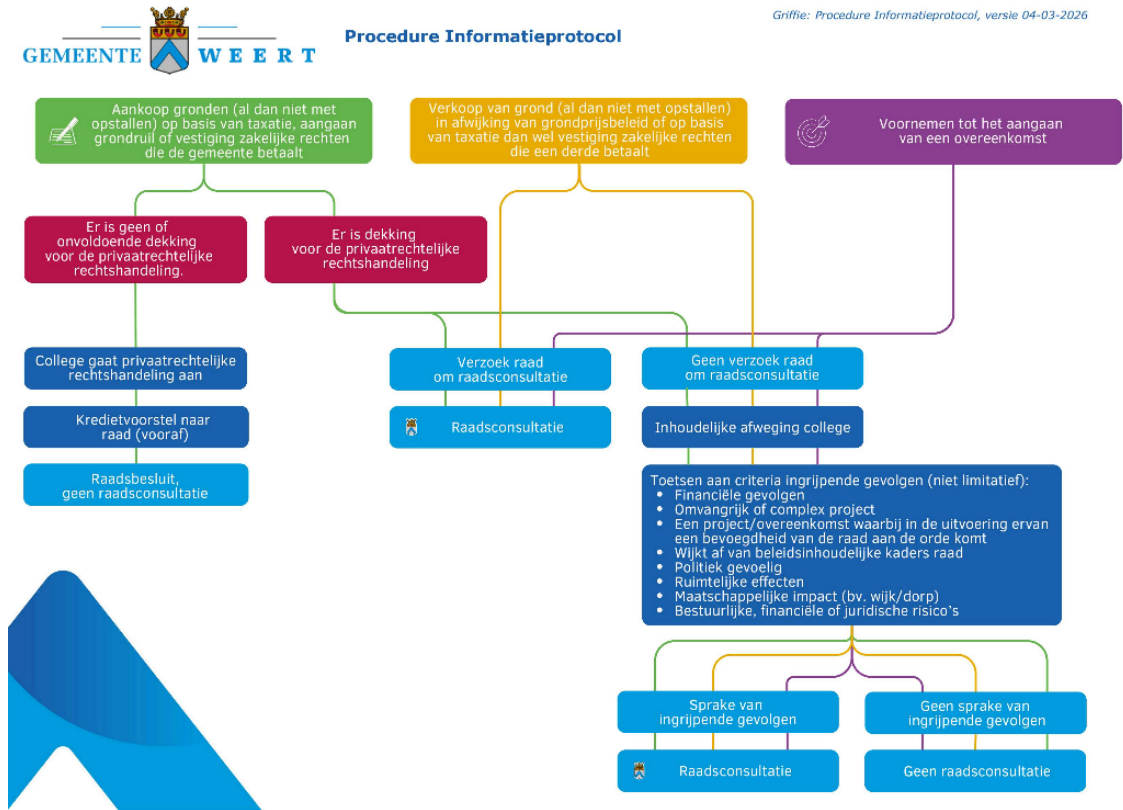 Griffie: Procedure Informatieprotocol, versie 04-03-2026
GEMEENTE WEERT
Procedure Informatieprotocol
Aankoop gronden (al dan niet met
opstallen) op basis van taxatie, aangaan
grondruil of vestiging zakelijke rechten
die de gemeente betaalt
Verkoop van grond (al dan niet met opstallen)
in afwijking van grondprijsbeleid of op basis
van taxatie dan wel vestiging zakelijke rechten
die een derde betaalt
Voornemen tot het aangaan
van een overeenkomst
Er is geen of
onvoldoende dekking
voor de privaatrechtelijke
rechtshandeling.
Er is dekking
voor de privaatrechtelijke
rechtshandeling
College gaat privaatrechtelijke
rechtshandeling aan
Verzoek raad
om raadsconsultatie
Geen verzoek raad
om raadsconsultatie
Kredietvoorstel naar
raad (vooraf)
Raadsconsultatie
Inhoudelijke afweging college
Raadsbesluit,
geen raadsconsultatie
Toetsen aan criteria ingrijpende gevolgen (niet limitatief):
• Financiële gevolgen
• Omvangrijk of complex project
• Een project/overeenkomst waarbij in de uitvoering ervan
een bevoegdheid van de raad aan de orde komt
• Wijkt af van beleidsinhoudelijke kaders raad
• Politiek gevoelig
• Ruimtelijke effecten
• Maatschappelijke impact (bv. wijk/dorp)
• Bestuurlijke, financiële of juridische risico's
Sprake van
ingrijpende gevolgen
Geen sprake van
ingrijpende gevolgen
Raadsconsultatie
Geen raadsconsultatie